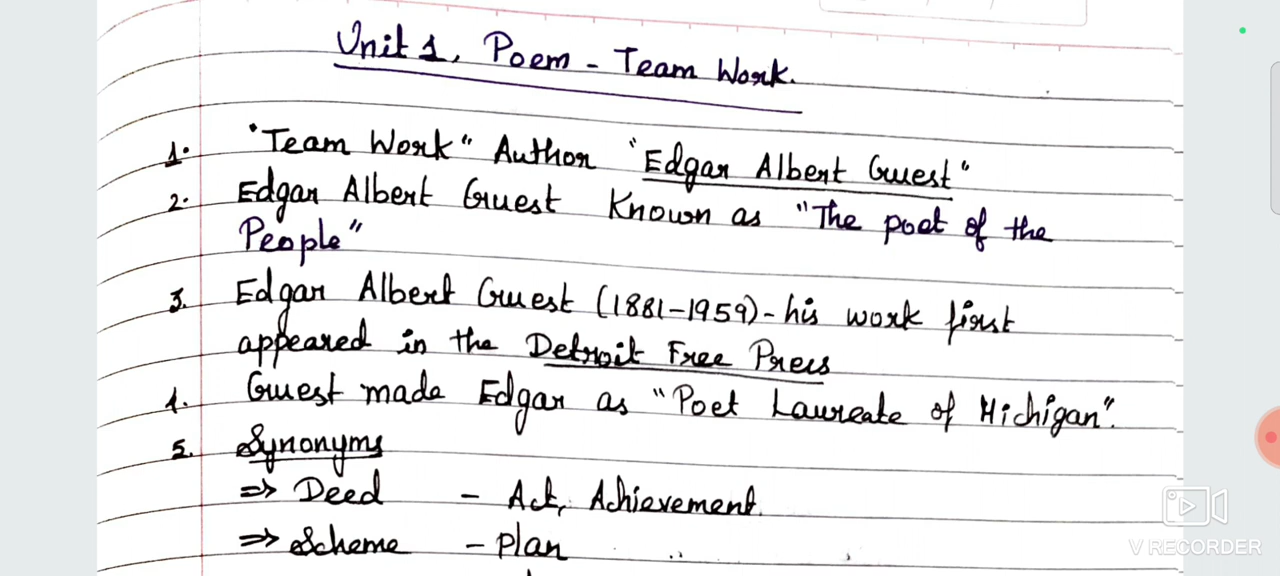 Unit 1, Poem - Team Work.
1. "Team Work" Author "Edgar Albert Guest"
2. Edgar Albert Guest Known as "The poet of the
People"
3. Edgar Albert Guest (1881-1959) - his work first
appeared in the Detroit Free Press
4. Guest made Edgar as "Poet Laureate of Michigan".
5. Synonyms
⇒ Deed - Act, Achievement.
⇒ Scheme - Plan
V RECORDER